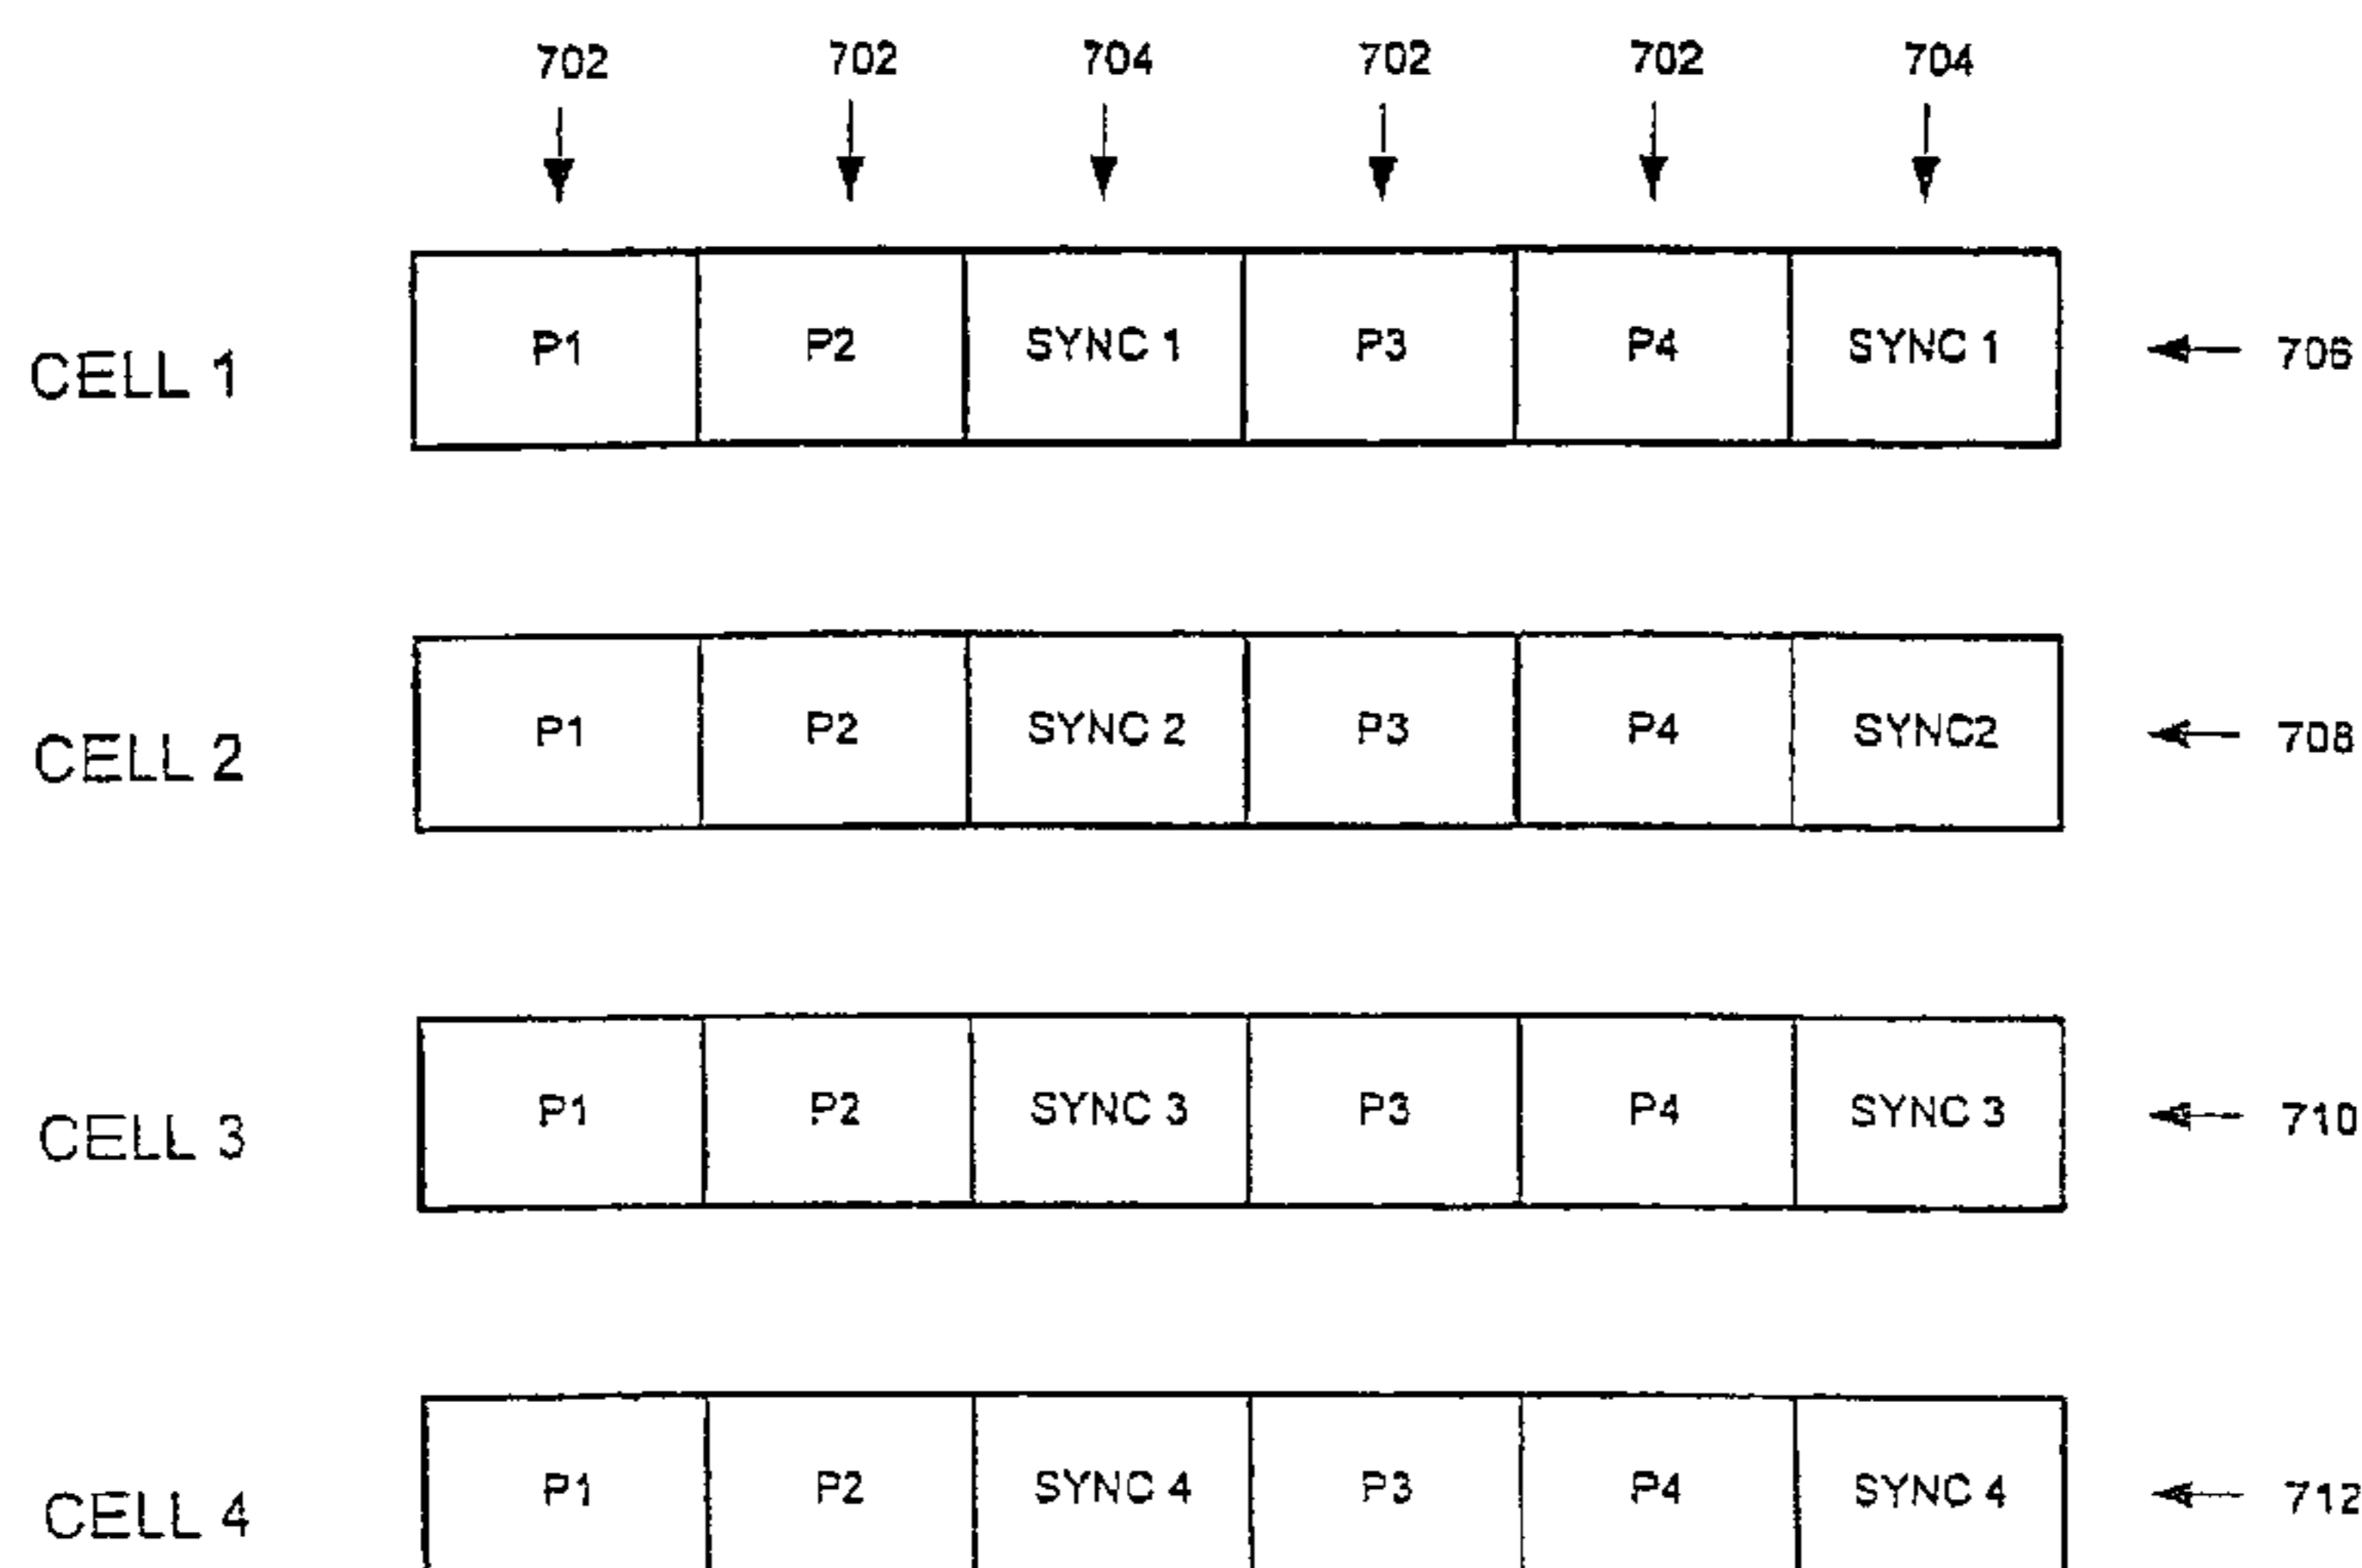 702 702 704 702 702 704
CELL 1 P1 P2 SYNC 1 P3 P4 SYNC 1 706
CELL 2 P1 P2 SYNC 2 P3 P4 SYNC2 708
CELL 3 P1 P2 SYNC 3 P3 P4 SYNC 3 710
CELL 4 P1 P2 SYNC 4 P3 P4 SYNC 4 712